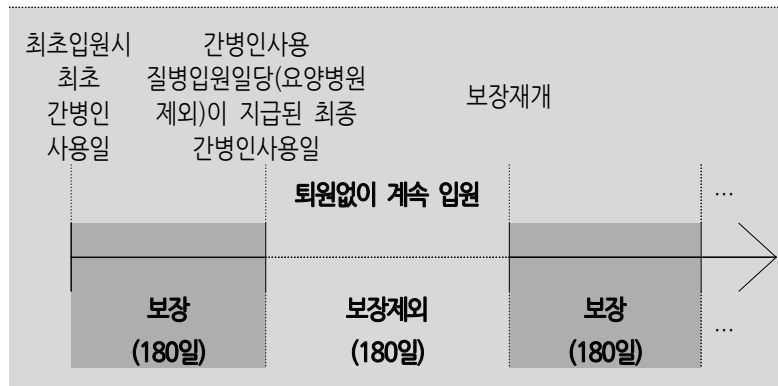 최초입원시
최초
간병인
사용일
간병인사용
질병입원일당(요양병원
제외)이 지급된 최종
간병인사용일
보장재개
퇴원없이 계속 입원
...
보장
(180일)
보장제외
(180일)
보장
(180일)
...